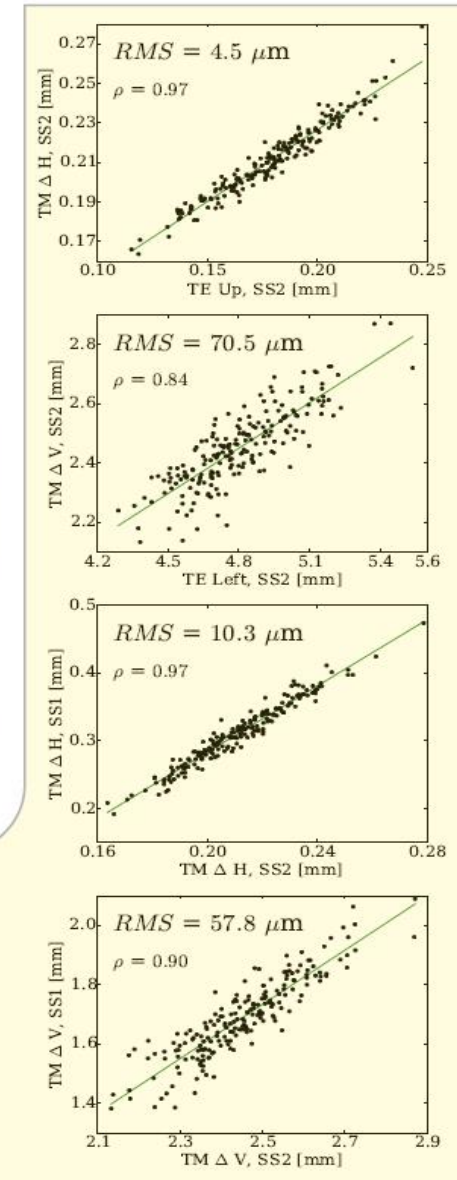 0.27
RMS = 4.5 μm
ρ = 0.97
0.25
0.23
0.21
0.19
0.17
TM Δ H, SS2 [mm]
0.10 0.15 0.20 0.25
TE Up, SS2 [mm]
RMS = 70.5 μm
2.8
ρ = 0.84
2.6
2.4
2.2
TM Δ V, SS2 [mm]
4.2 4.5 4.8 5.1 5.4 5.6
TE Left, SS2 [mm]
0.5
RMS = 10.3 μm
ρ = 0.97
0.4
0.3
0.2
TM Δ H, SS1 [mm]
0.16 0.20 0.24 0.28
TM Δ H, SS2 [mm]
2.0
RMS = 57.8 μm
ρ = 0.90
1.8
1.6
1.4
TM Δ V, SS1 [mm]
2.1 2.3 2.5 2.7 2.9
TM Δ V, SS2 [mm]